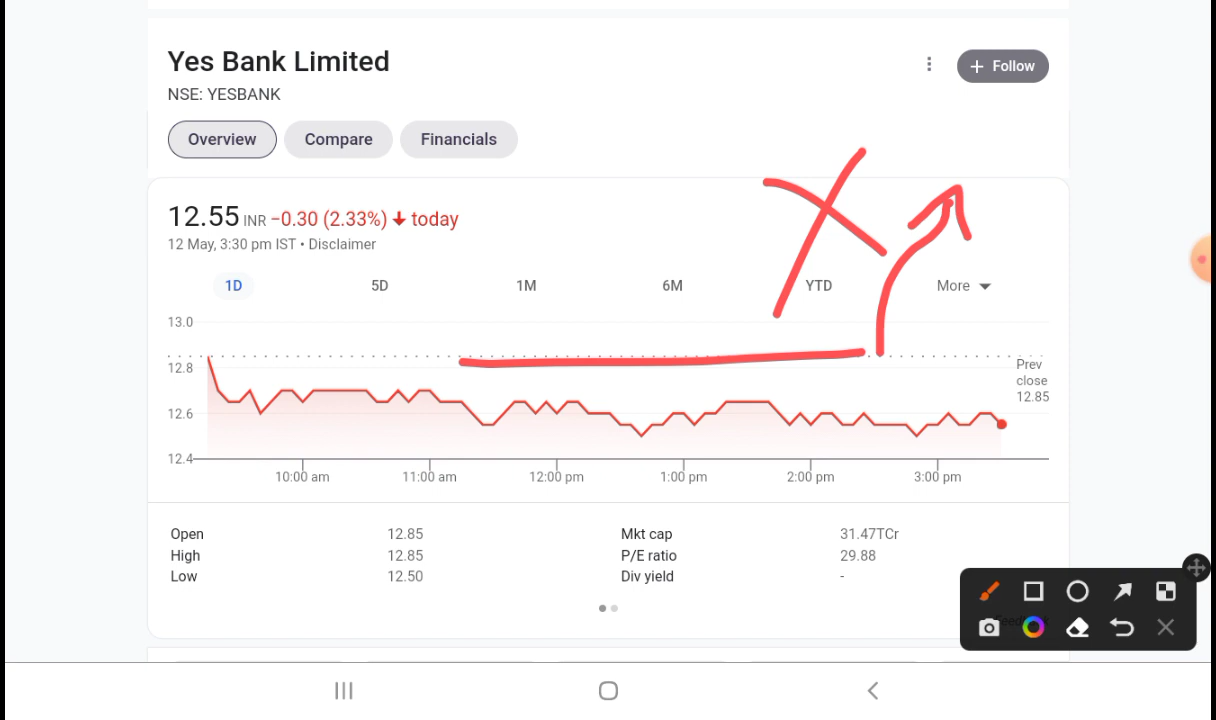 Yes Bank Limited
NSE: YESBANK
+ Follow
Overview Compare Financials
12.55 INR −0.30 (2.33%) ↓ today
12 May, 3:30 pm IST • Disclaimer
1D 5D 1M 6M YTD More
13.0
12.8
12.6
12.4
Prev
close
12.85
10:00 am 11:00 am 12:00 pm 1:00 pm 2:00 pm 3:00 pm
Open 12.85 Mkt cap 31.47TCr
High 12.85 P/E ratio 29.88
Low 12.50 Div yield -